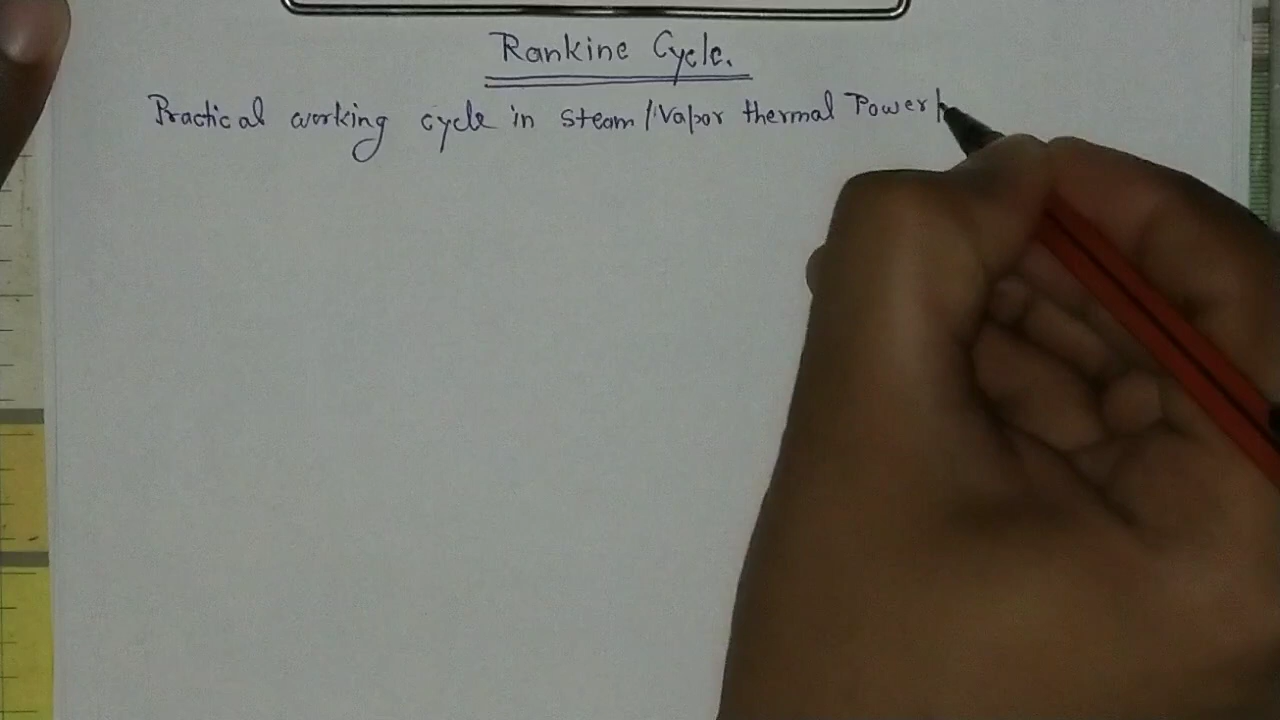 Rankine Cycle.
Practical working cycle in steam/Vapor thermal Power